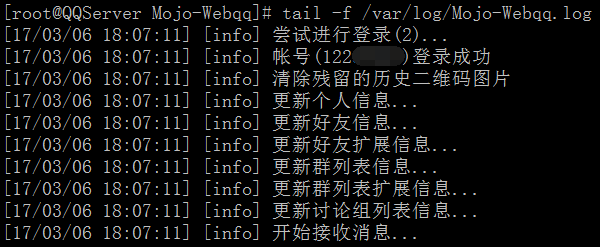 [root@QQServer Mojo-Webqq]# tail -f /var/log/Mojo-Webqq.log
[17/03/06 18:07:11] [info] 尝试进行登录(2)...
[17/03/06 18:07:11] [info] 帐号(122 )登录成功
[17/03/06 18:07:11] [info] 清除残留的历史二维码图片
[17/03/06 18:07:11] [info] 更新个人信息...
[17/03/06 18:07:11] [info] 更新好友信息...
[17/03/06 18:07:11] [info] 更新好友扩展信息...
[17/03/06 18:07:11] [info] 更新群列表信息...
[17/03/06 18:07:11] [info] 更新群列表扩展信息...
[17/03/06 18:07:11] [info] 更新讨论组列表信息...
[17/03/06 18:07:11] [info] 开始接收消息...